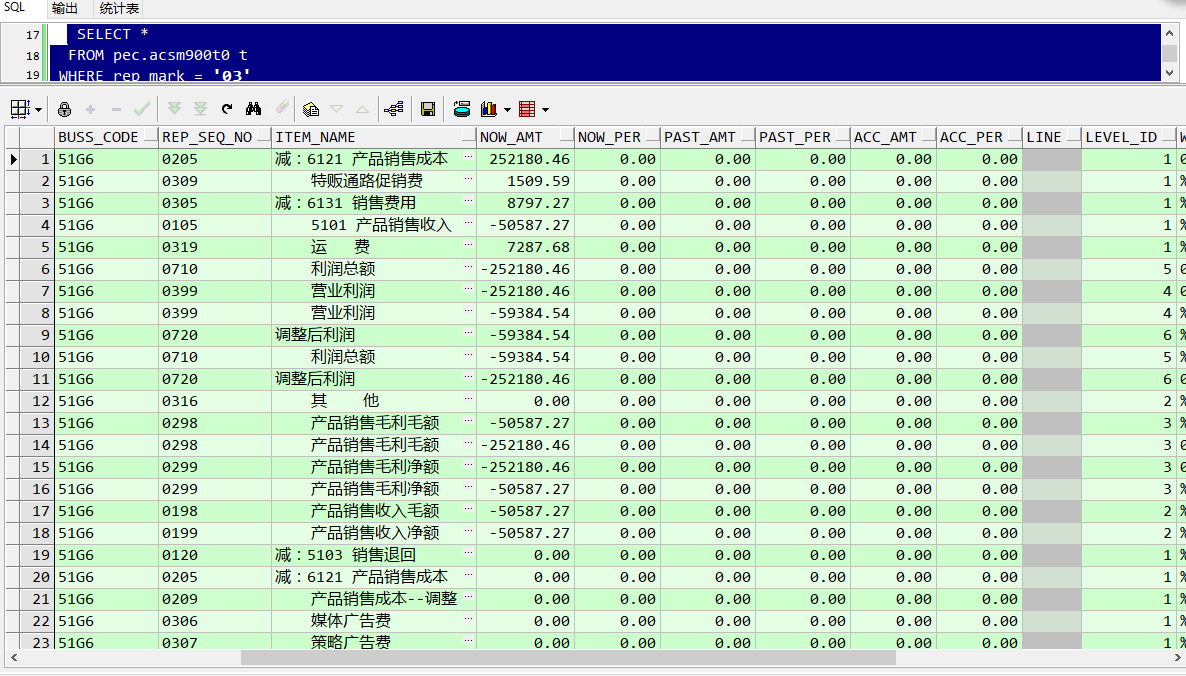 SQL 输出 统计表
17 SELECT *
18 FROM pec.acsm900t0 t
19 WHERE rep_mark = '03'
BUSS_CODE REP_SEQ_NO ITEM_NAME NOW_AMT NOW_PER PAST_AMT PAST_PER ACC_AMT ACC_PER LINE LEVEL_ID
1 51G6 0205 减：6121 产品销售成本 … 252180.46 0.00 0.00 0.00 0.00 0.00 1
2 51G6 0309 特贩通路促销费 … 1509.59 0.00 0.00 0.00 0.00 0.00 1 %
3 51G6 0305 减：6131 销售费用 … 8797.27 0.00 0.00 0.00 0.00 0.00 1 %
4 51G6 0105 5101 产品销售收入 … -50587.27 0.00 0.00 0.00 0.00 0.00 1 %
5 51G6 0319 运 费 … 7287.68 0.00 0.00 0.00 0.00 0.00 1 %
6 51G6 0710 利润总额 … -252180.46 0.00 0.00 0.00 0.00 0.00 5
7 51G6 0399 营业利润 … -252180.46 0.00 0.00 0.00 0.00 0.00 4
8 51G6 0399 营业利润 … -59384.54 0.00 0.00 0.00 0.00 0.00 4 %
9 51G6 0720 调整后利润 … -59384.54 0.00 0.00 0.00 0.00 0.00 6 %
10 51G6 0710 利润总额 … -59384.54 0.00 0.00 0.00 0.00 0.00 5 %
11 51G6 0720 调整后利润 … -252180.46 0.00 0.00 0.00 0.00 0.00 6
12 51G6 0316 其 他 … 0.00 0.00 0.00 0.00 0.00 0.00 2 %
13 51G6 0298 产品销售毛利毛额 … -50587.27 0.00 0.00 0.00 0.00 0.00 3 %
14 51G6 0298 产品销售毛利毛额 … -252180.46 0.00 0.00 0.00 0.00 0.00 3
15 51G6 0299 产品销售毛利净额 … -252180.46 0.00 0.00 0.00 0.00 0.00 3
16 51G6 0299 产品销售毛利净额 … -50587.27 0.00 0.00 0.00 0.00 0.00 3 %
17 51G6 0198 产品销售收入毛额 … -50587.27 0.00 0.00 0.00 0.00 0.00 2 %
18 51G6 0199 产品销售收入净额 … -50587.27 0.00 0.00 0.00 0.00 0.00 2 %
19 51G6 0120 减：5103 销售退回 … 0.00 0.00 0.00 0.00 0.00 0.00 1 %
20 51G6 0205 减：6121 产品销售成本 … 0.00 0.00 0.00 0.00 0.00 0.00 1 %
21 51G6 0209 产品销售成本--调整 … 0.00 0.00 0.00 0.00 0.00 0.00 1 %
22 51G6 0306 媒体广告费 … 0.00 0.00 0.00 0.00 0.00 0.00 1 %
23 51G6 0307 策略广告费 … 0.00 0.00 0.00 0.00 0.00 0.00 1 %